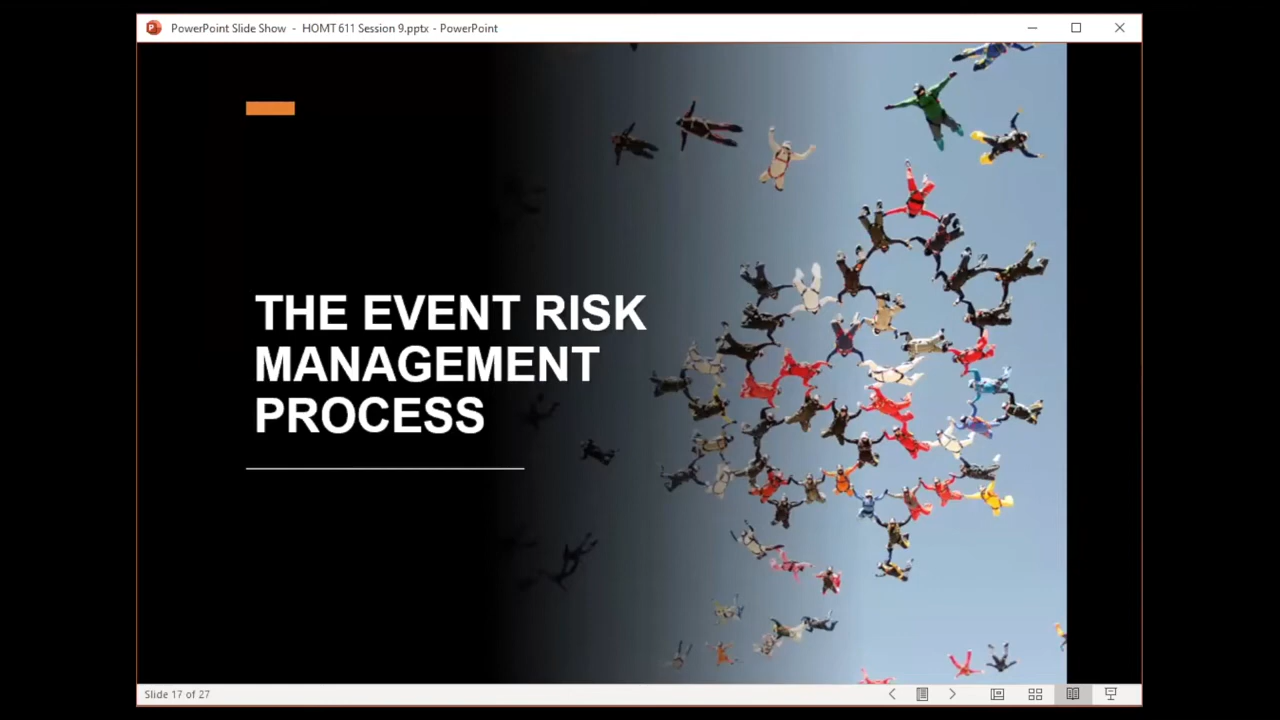 PowerPoint Slide Show - HOMT 611 Session 9.pptx - PowerPoint
THE EVENT RISK
MANAGEMENT
PROCESS
Slide 17 of 27